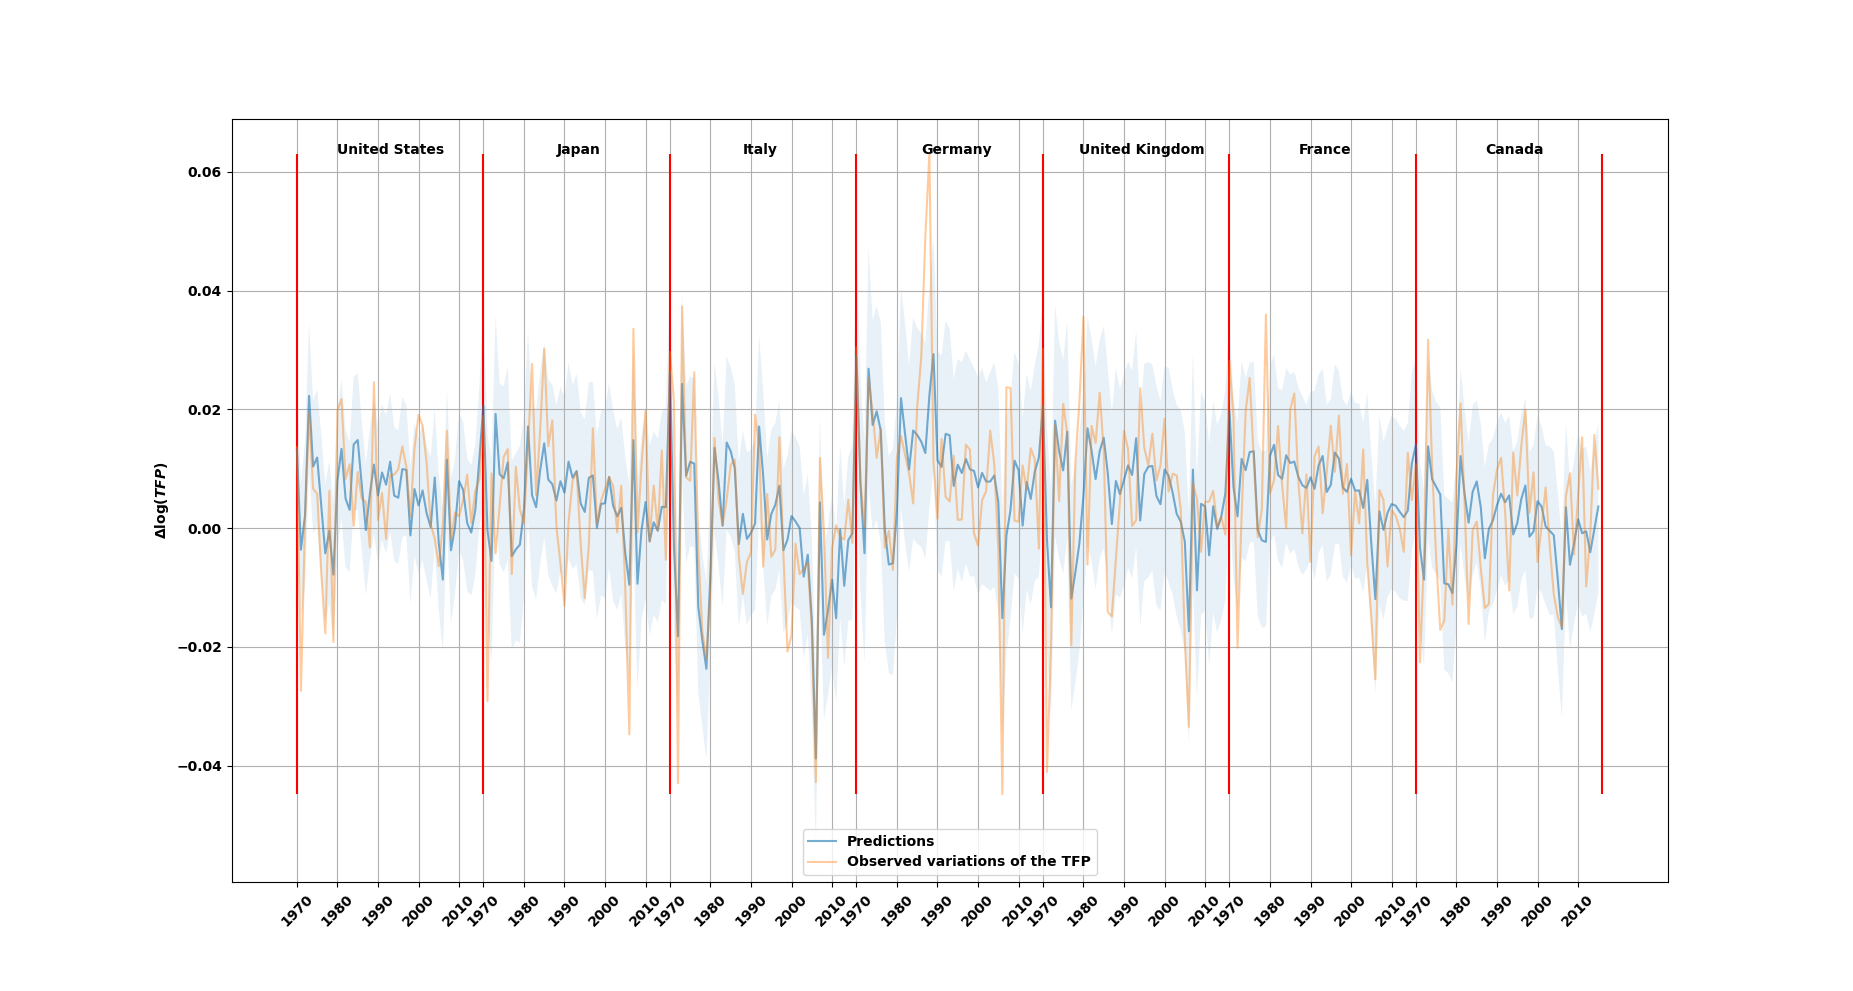 United States Japan Italy Germany United Kingdom France Canada
0.06
0.04
0.02
0.00
−0.02
−0.04
Δlog(TFP)
Predictions
Observed variations of the TFP
1970 1980 1990 2000 2010 1970 1980 1990 2000 2010 1970 1980 1990 2000 2010 1970 1980 1990 2000 2010 1970 1980 1990 2000 2010 1970 1980 1990 2000 2010 1970 1980 1990 2000 2010